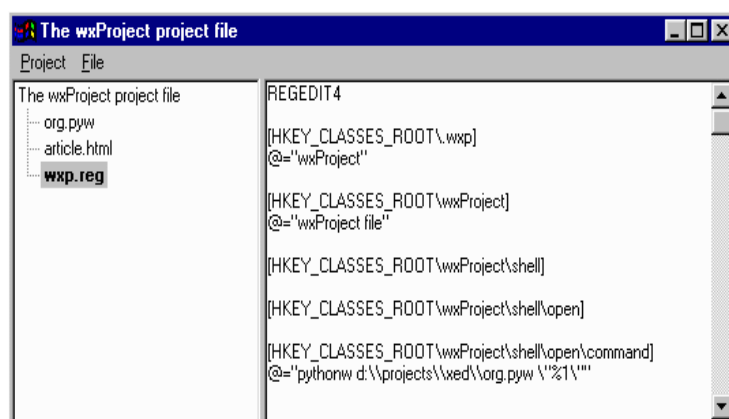 The wxProject project file
Project File
The wxProject project file
org.pyw
article.html
wxp.reg
REGEDIT4
[HKEY_CLASSES_ROOT\.wxp]
@="wxProject"
[HKEY_CLASSES_ROOT\wxProject]
@="wxProject file"
[HKEY_CLASSES_ROOT\wxProject\shell]
[HKEY_CLASSES_ROOT\wxProject\shell\open]
[HKEY_CLASSES_ROOT\wxProject\shell\open\command]
@="pythonw d:\\projects\\xed\\org.pyw \"%1\""